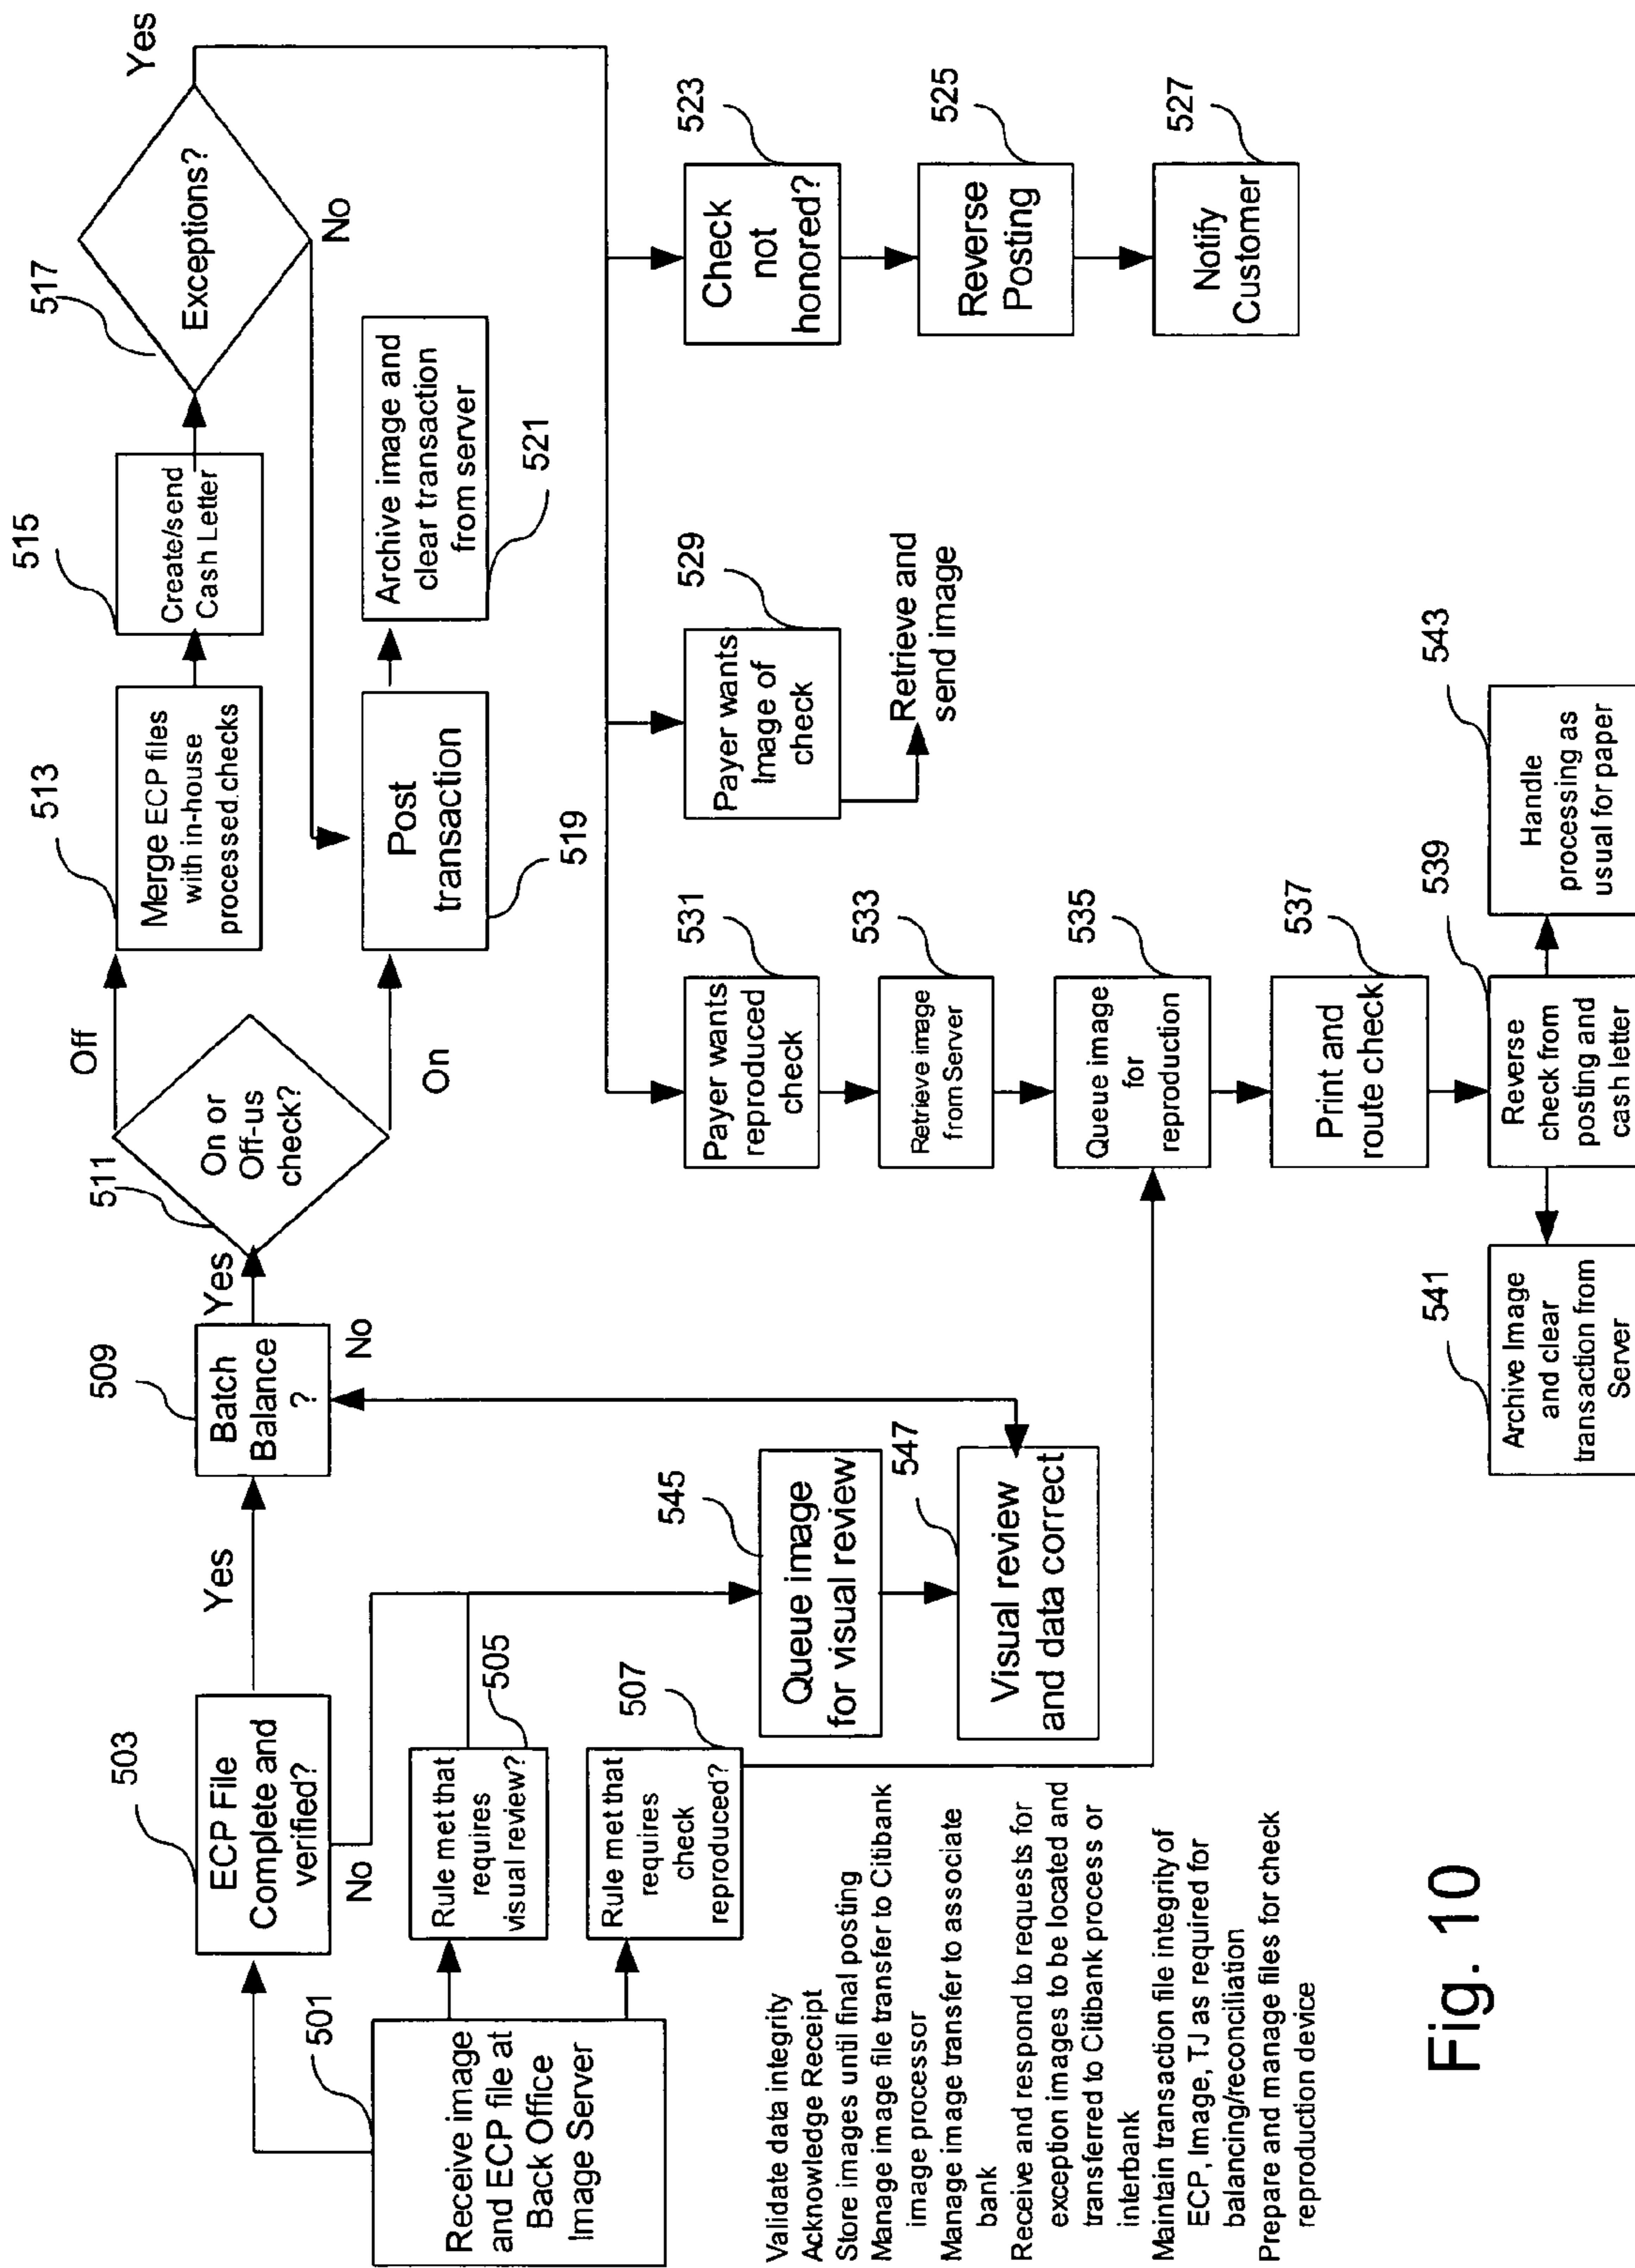 501
Receive image
and ECP file at
Back Office
Image Server
503
ECP File
Complete and
verified?
Yes
No
505
Rule met that
requires
visual review?
507
Rule met that
requires
check
reproduced?
509
Batch
Balance
?
Yes
No
511
On or
Off-us
check?
Off
On
513
Merge ECP files
with in-house
processed checks
515
Create/send
Cash Letter
517
Exceptions?
Yes
No
Post
transaction
519
Archive image and
clear transaction
from server
521
545
Queue image
for visual review
547
Visual review
and data correct
531
Payer wants
reproduced
check
533
Retrieve image
from Server
535
Queue image
for
reproduction
537
Print and
route check
539
Reverse
check from
posting and
cash letter
541
Archive Image
and clear
transaction from
Server
543
Handle
processing as
usual for paper
529
Payer wants
Image of
check
Retrieve and
send image
523
Check
not
honored?
525
Reverse
Posting
527
Notify
Customer
Validate data integrity
Acknowledge Receipt
Store images until final posting
Manage image file transfer to Citibank
image processor
Manage image transfer to associate
bank
Receive and respond to requests for
exception images to be located and
transferred to Citibank process or
interbank
Maintain transaction file integrity of
ECP, Image, TJ as required for
balancing/reconciliation
Prepare and manage files for check
reproduction device
Fig. 10